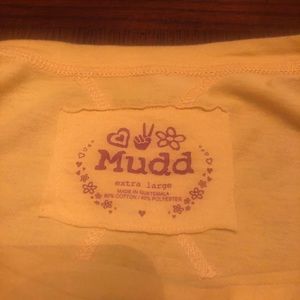 Mudd
extra large
MADE IN GUATEMALA
60% COTTON / 40% POLYESTER